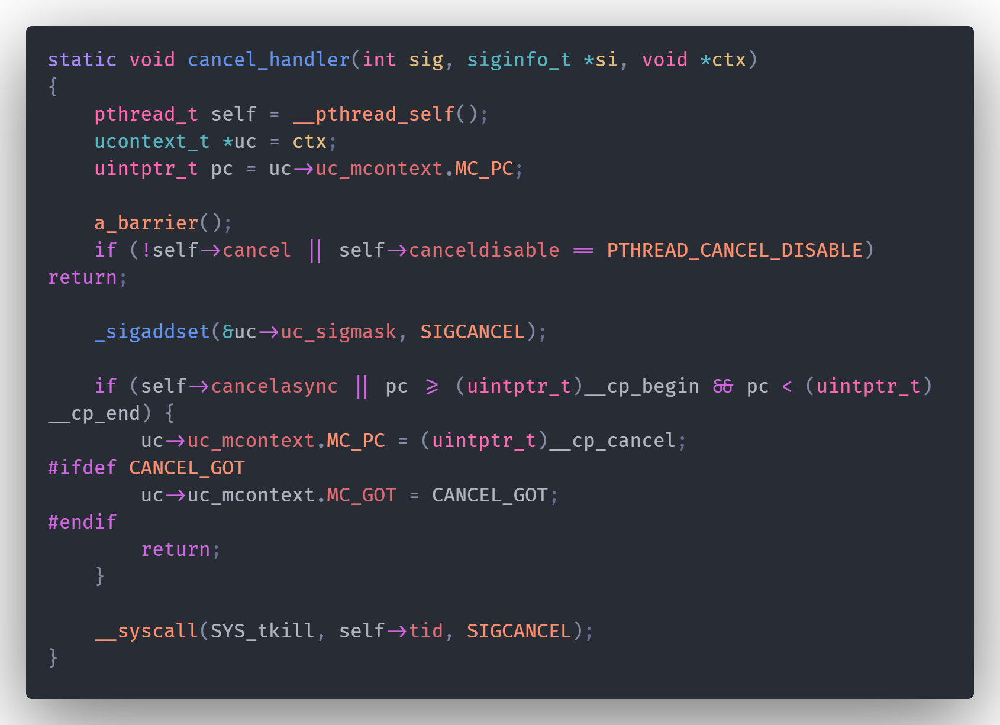 static void cancel_handler(int sig, siginfo_t *si, void *ctx)
{
    pthread_t self = __pthread_self();
    ucontext_t *uc = ctx;
    uintptr_t pc = uc->uc_mcontext.MC_PC;

    a_barrier();
    if (!self->cancel || self->canceldisable == PTHREAD_CANCEL_DISABLE)
return;

    _sigaddset(&uc->uc_sigmask, SIGCANCEL);

    if (self->cancelasync || pc >= (uintptr_t)__cp_begin && pc < (uintptr_t)
__cp_end) {
        uc->uc_mcontext.MC_PC = (uintptr_t)__cp_cancel;
#ifdef CANCEL_GOT
        uc->uc_mcontext.MC_GOT = CANCEL_GOT;
#endif
        return;
    }

    __syscall(SYS_tkill, self->tid, SIGCANCEL);
}